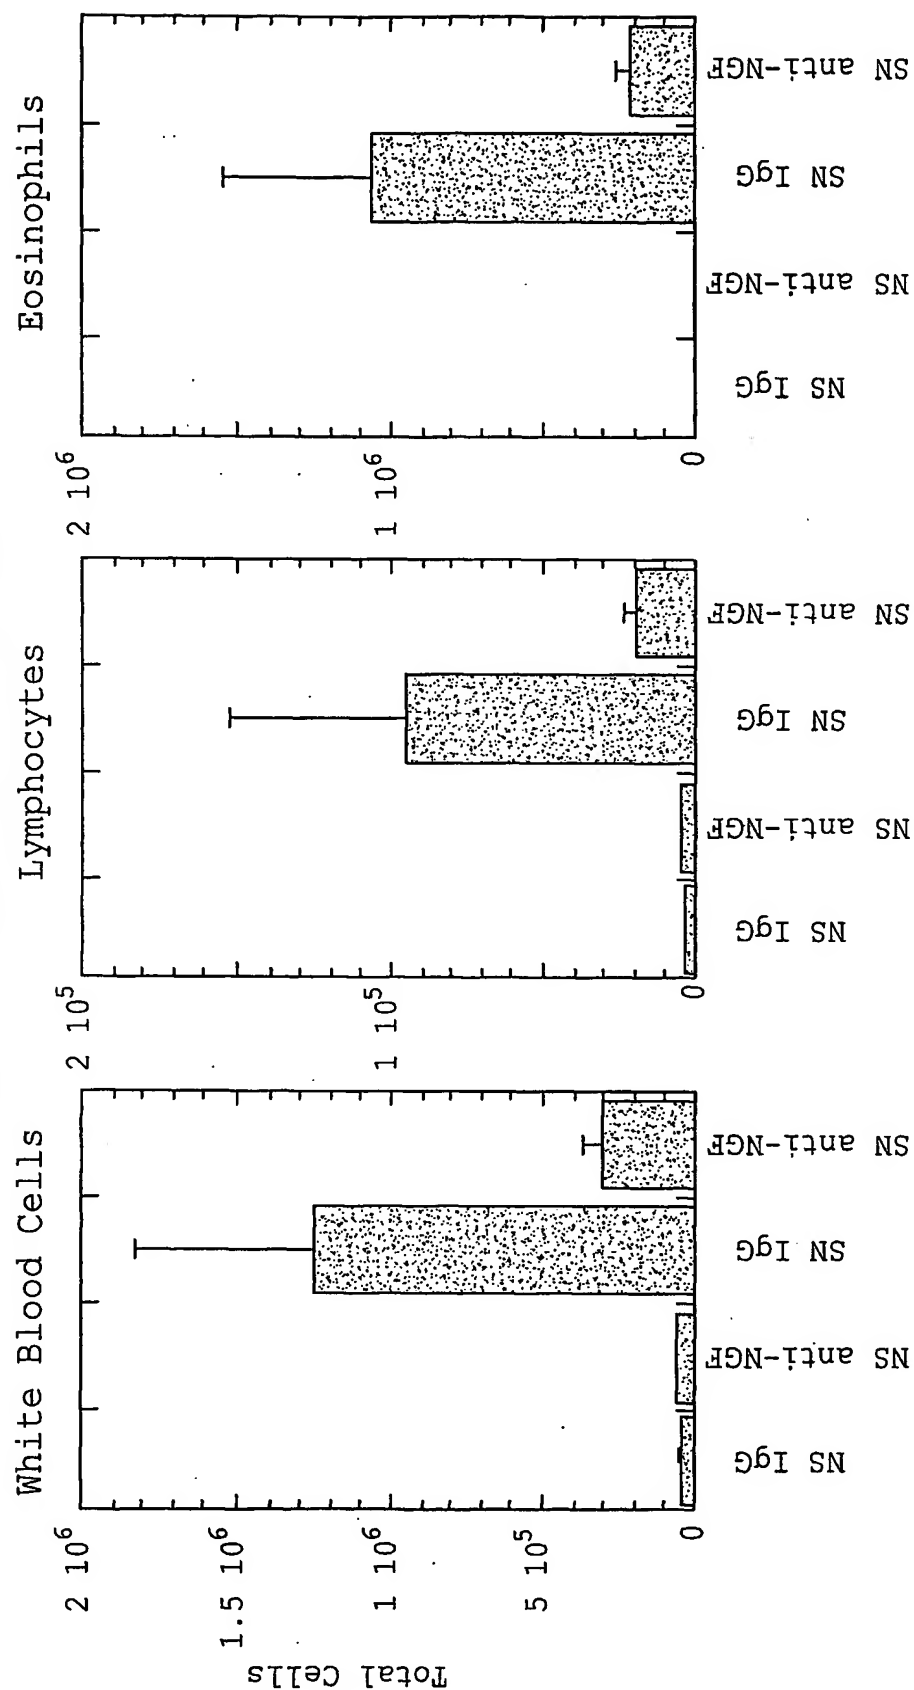 White Blood Cells
Total Cells
2 10⁶
1.5 10⁶
1 10⁶
5 10⁵
0
NS IgG
NS anti-NGF
SN IgG
SN anti-NGF
Lymphocytes
2 10⁵
1 10⁵
0
NS IgG
NS anti-NGF
SN IgG
SN anti-NGF
Eosinophils
2 10⁶
1 10⁶
0
NS IgG
NS anti-NGF
SN IgG
SN anti-NGF